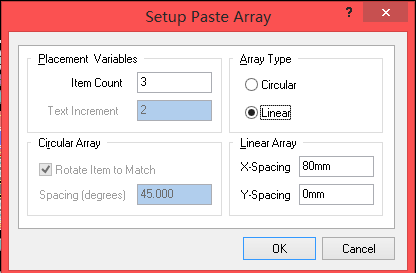 Setup Paste Array ? ×
Placement Variables
Item Count 3
Text Increment 2
Array Type
Circular
Linear
Circular Array
Rotate Item to Match
Spacing (degrees) 45.000
Linear Array
X-Spacing 80mm
Y-Spacing 0mm
OK Cancel